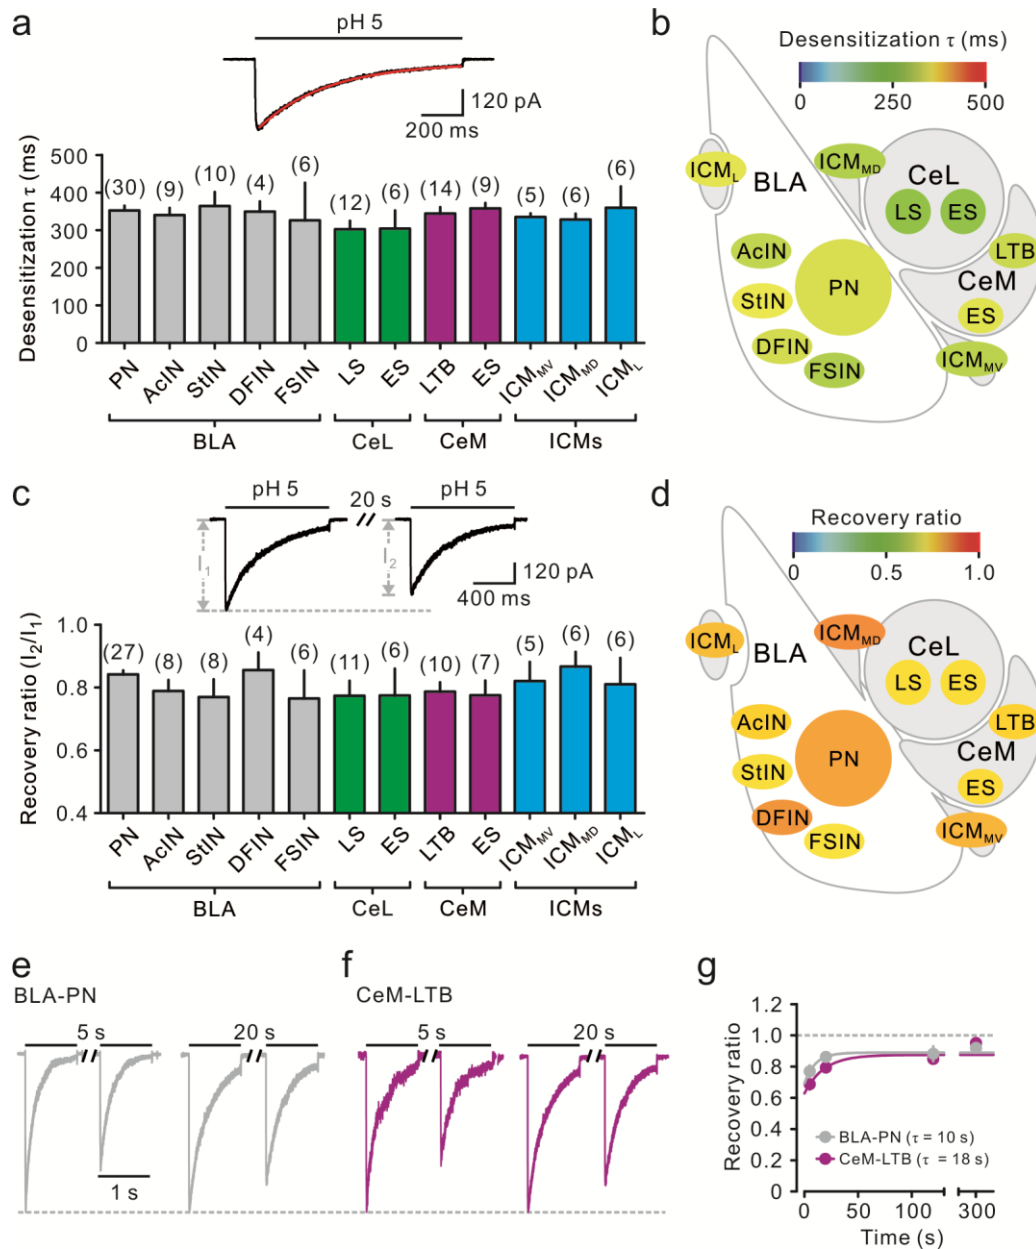 a
pH 5
120 pA
200 ms
Desensitization τ (ms)
500
400
300
200
100
0
(30)
(9)
(10)
(4)
(6)
(12)
(6)
(14)
(9)
(5)
(6)
(6)
PN
AcIN
StIN
DFIN
FSIN
LS
ES
LTB
ES
ICM_MV
ICM_MD
ICM_L
BLA
CeL
CeM
ICMs
b
Desensitization τ (ms)
0 250 500
ICM_L
BLA
ICM_MD
CeL
LS ES
AcIN
LTB
StIN
PN
CeM
ES
DFIN
FSIN
ICM_MV
c
pH 5
20 s
pH 5
I1
I2
120 pA
400 ms
Recovery ratio (I2/I1)
1.0
0.8
0.6
0.4
(27)
(8)
(8)
(4)
(6)
(11)
(6)
(10)
(7)
(5)
(6)
(6)
PN
AcIN
StIN
DFIN
FSIN
LS
ES
LTB
ES
ICM_MV
ICM_MD
ICM_L
BLA
CeL
CeM
ICMs
d
Recovery ratio
0 0.5 1.0
ICM_L
BLA
ICM_MD
CeL
LS ES
AcIN
LTB
StIN
PN
CeM
ES
DFIN
FSIN
ICM_MV
e
BLA-PN
5 s
20 s
1 s
f
CeM-LTB
5 s
20 s
g
Recovery ratio
1.2
1.0
0.8
0.6
0.4
0.2
0
BLA-PN (τ = 10 s)
CeM-LTB (τ = 18 s)
0 50 100 300
Time (s)